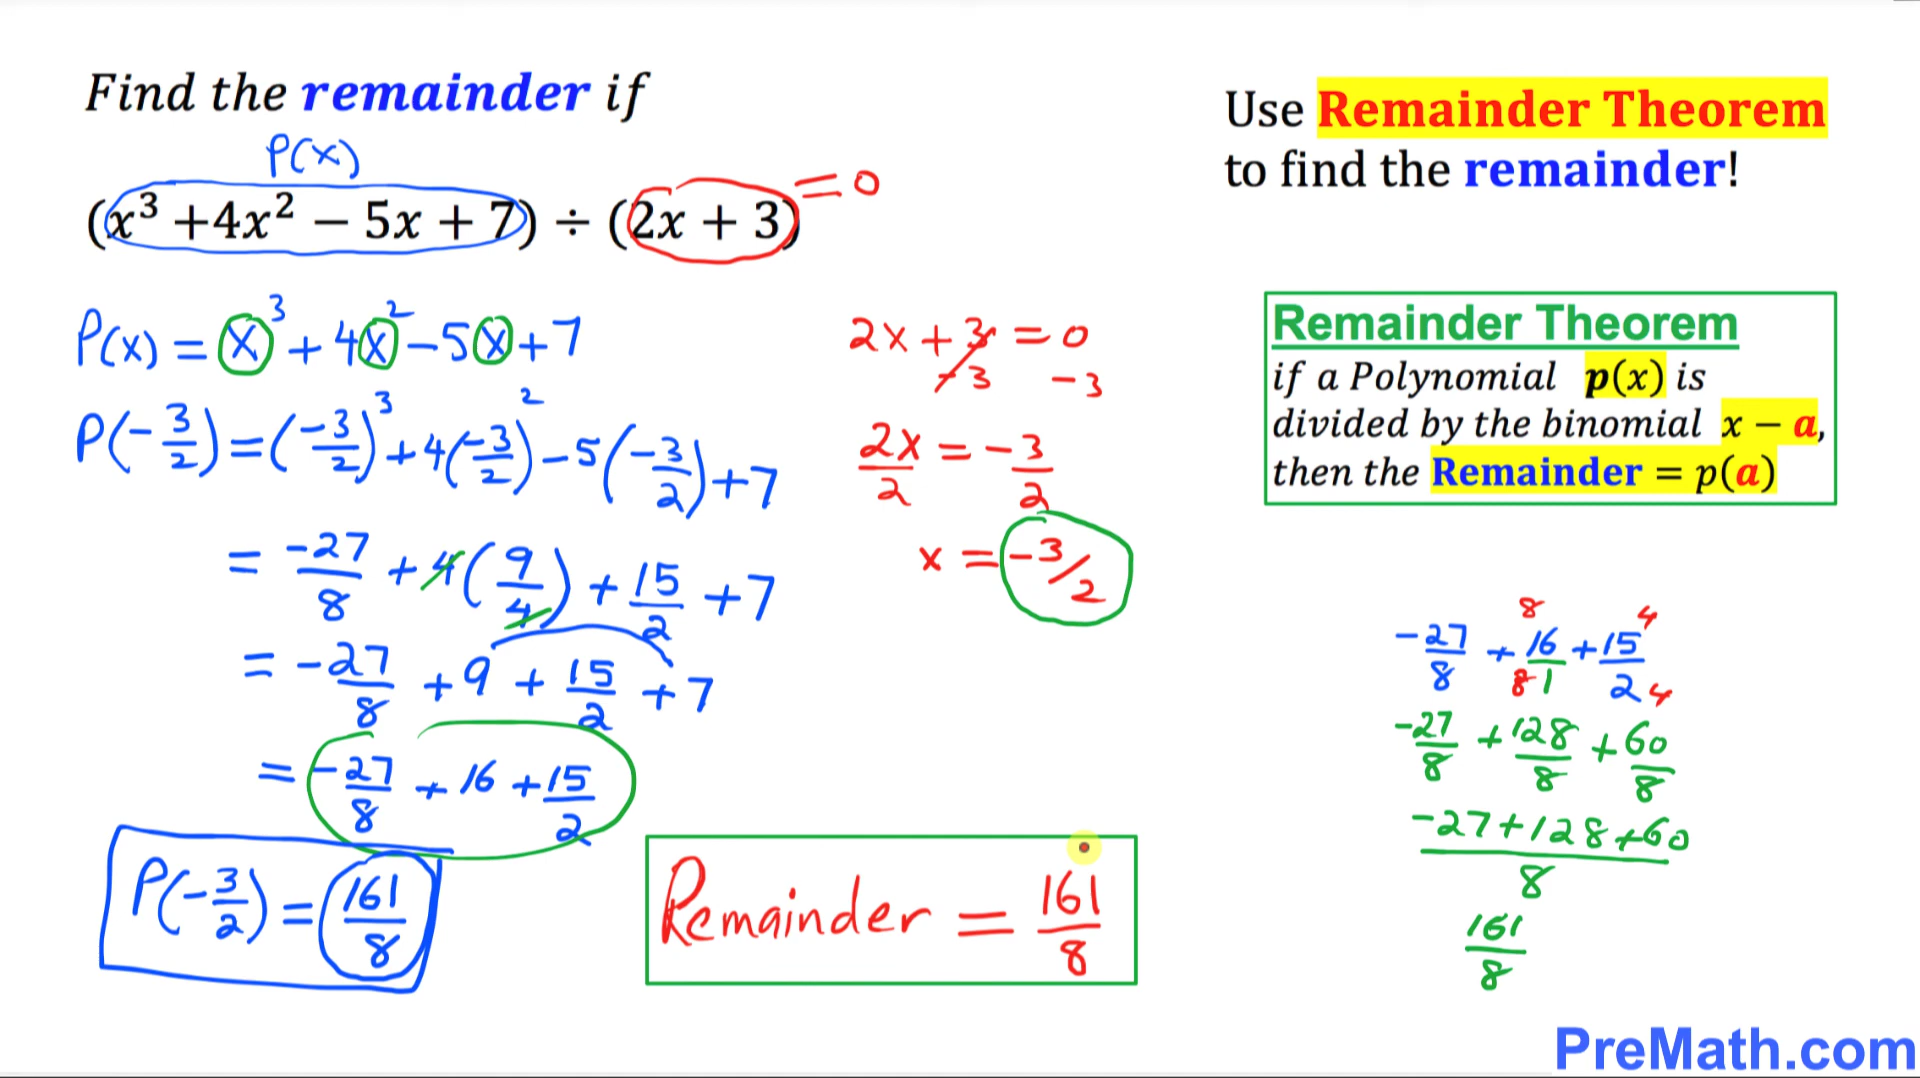 Find the remainder if
P(x)
(x³ +4x² − 5x + 7) ÷ (2x + 3) = 0
P(x) = x³ + 4x² − 5x + 7
P(-3/2) = (-3/2)³ + 4(-3/2)² − 5(-3/2) + 7
= -27/8 + 4(9/4) + 15/2 + 7
= -27/8 + 9 + 15/2 + 7
= -27/8 + 16 + 15/2
P(-3/2) = 161/8
2x + 3 = 0
-3 -3
2x/2 = -3/2
x = -3/2
Remainder = 161/8
Use Remainder Theorem
to find the remainder!
Remainder Theorem
if a Polynomial p(x) is
divided by the binomial x − a,
then the Remainder = p(a)
8 4
-27/8 + 16/1 + 15/2
8 4
-27/8 + 128/8 + 60/8
-27+128+60
8
161/8
PreMath.com